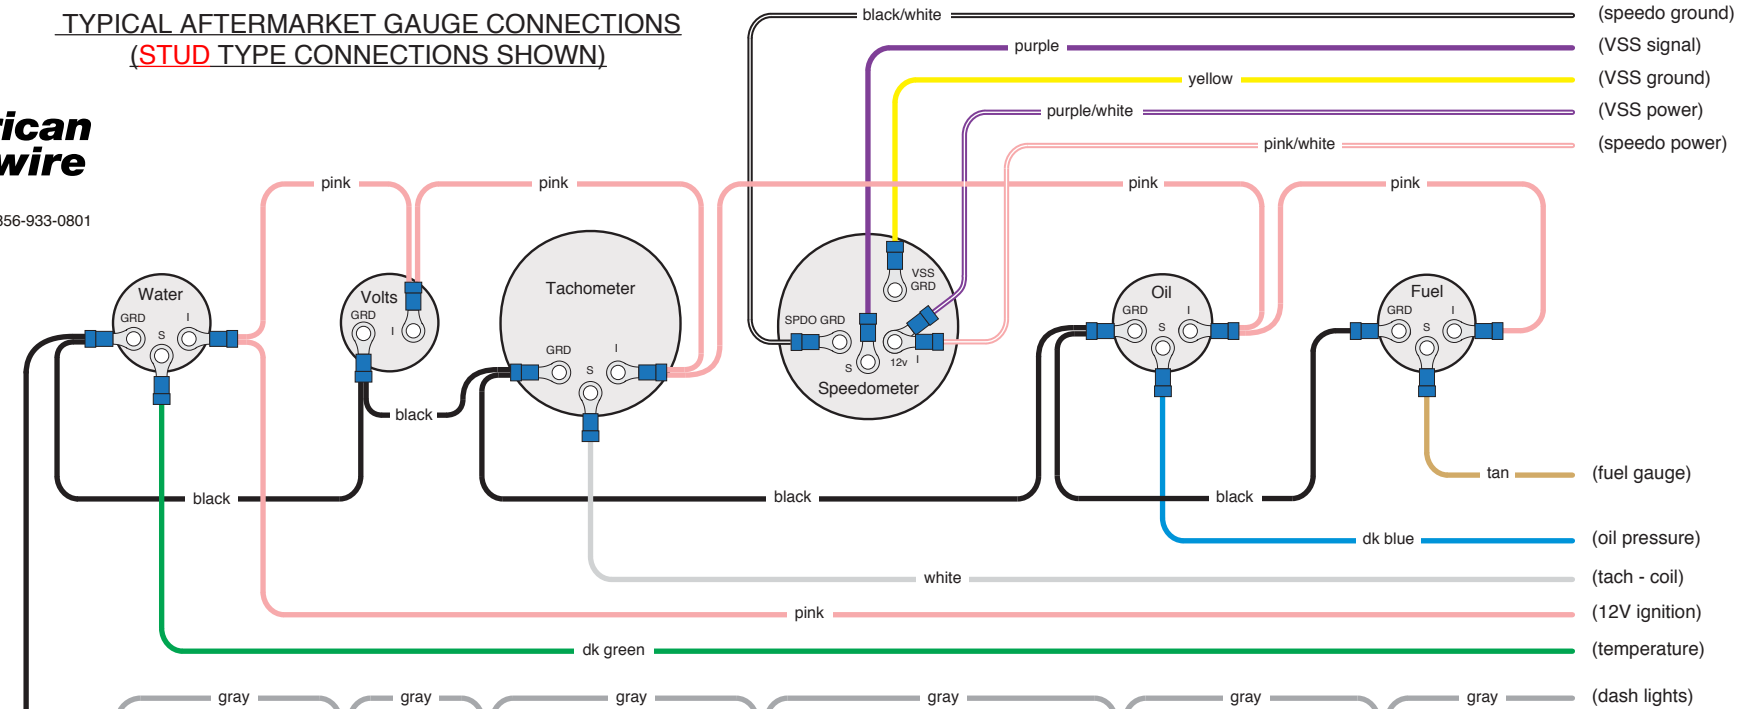 TYPICAL AFTERMARKET GAUGE CONNECTIONS
(STUD TYPE CONNECTIONS SHOWN)
rican
wire
356-933-0801
black/white (speedo ground)
purple (VSS signal)
yellow (VSS ground)
purple/white (VSS power)
pink/white (speedo power)
pink pink pink pink
Water
GRD S I
Volts
GRD I
Tachometer
GRD S I
VSS
GRD
SPDO GRD
S 12v I
Speedometer
Oil
GRD S I
Fuel
GRD S I
black
tan (fuel gauge)
black black black
dk blue (oil pressure)
white (tach - coil)
pink (12V ignition)
dk green (temperature)
gray gray gray gray gray gray (dash lights)